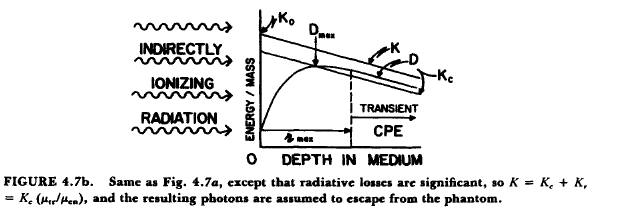 K₀
Dmax
INDIRECTLY
K
D
Kc
IONIZING
ENERGY / MASS
TRANSIENT
RADIATION
CPE
max
O DEPTH IN MEDIUM
FIGURE 4.7b. Same as Fig. 4.7a, except that radiative losses are significant, so K = Kc + Kr
= Kc (μtr/μen), and the resulting photons are assumed to escape from the phantom.